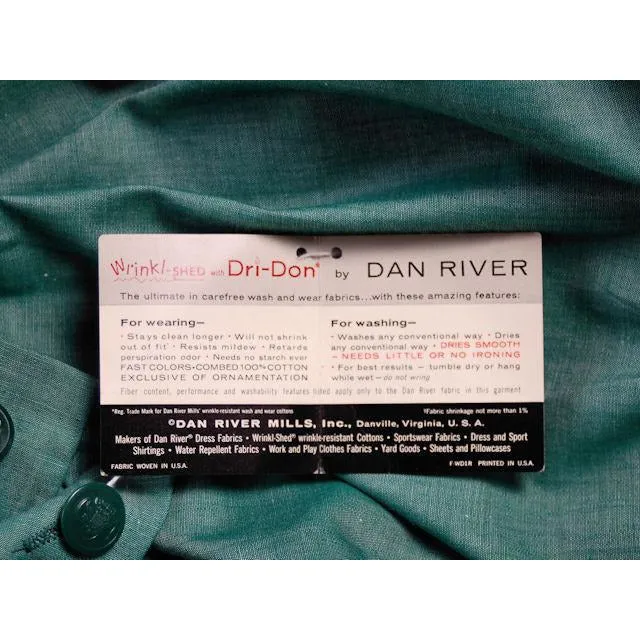 Wrinkl-SHED with Dri-Don* by DAN RIVER
The ultimate in carefree wash and wear fabrics...with these amazing features:
For wearing—
• Stays clean longer • Will not shrink
out of fit† • Resists mildew • Retards
perspiration odor • Needs no starch ever
FAST COLORS•COMBED 100% COTTON
EXCLUSIVE OF ORNAMENTATION
For washing—
• Washes any conventional way • Dries
any conventional way • DRIES SMOOTH
— NEEDS LITTLE OR NO IRONING
• For best results — tumble dry or hang
while wet — do not wring
Fiber content, performance and washability features listed apply only to the Dan River fabric in this garment
*Reg. Trade Mark for Dan River Mills' wrinkle-resistant wash and wear cottons
†Fabric shrinkage not more than 1%
©DAN RIVER MILLS, Inc., Danville, Virginia, U. S. A.
Makers of Dan River® Dress Fabrics • Wrinkl-Shed® wrinkle-resistant Cottons • Sportswear Fabrics • Dress and Sport
Shirtings • Water Repellent Fabrics • Work and Play Clothes Fabrics • Yard Goods • Sheets and Pillowcases
FABRIC WOVEN IN U.S.A.
F-WD1R PRINTED IN U.S.A.